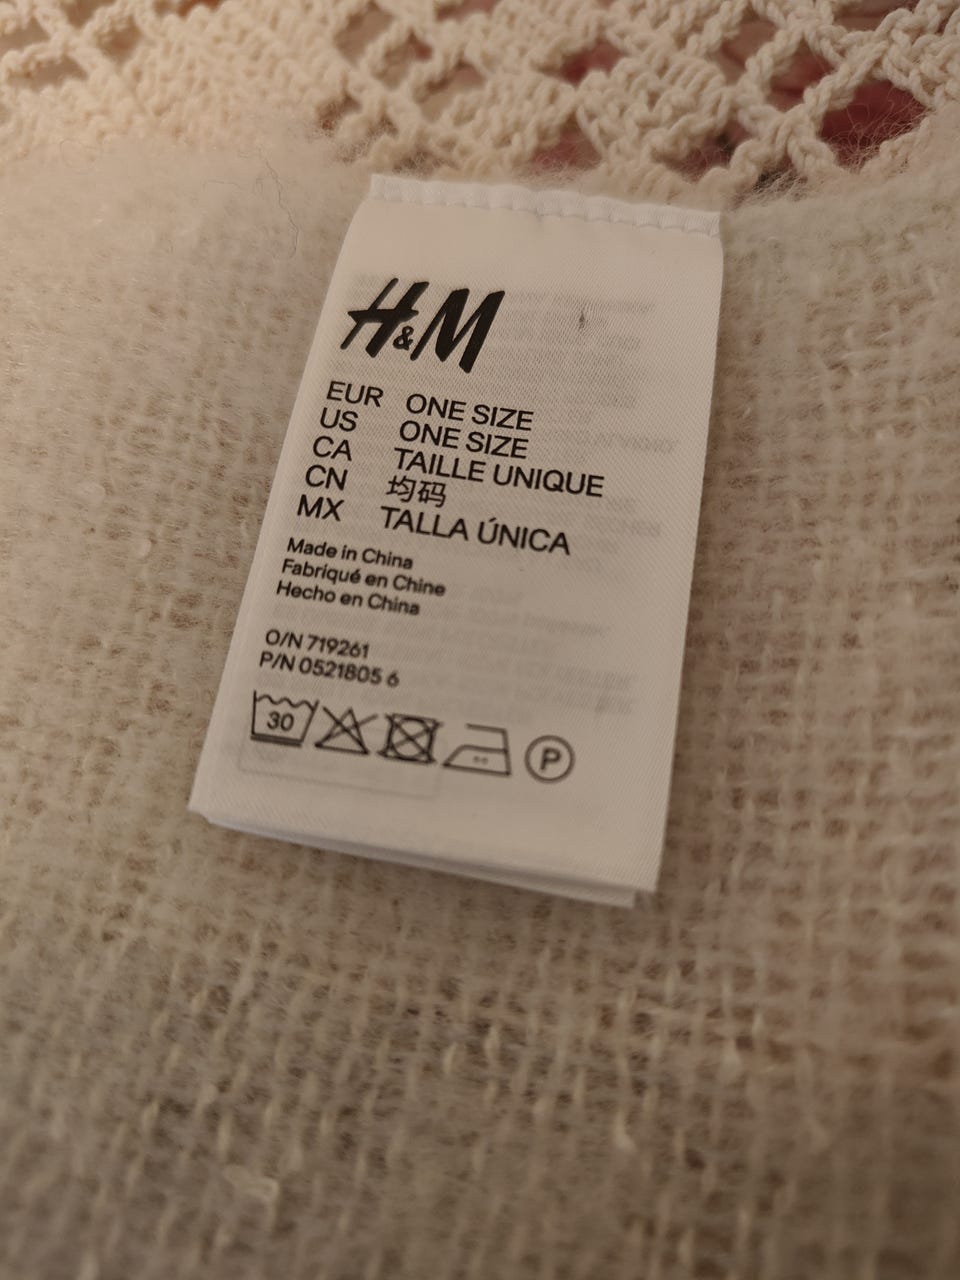 H&M
EUR ONE SIZE
US ONE SIZE
CA TAILLE UNIQUE
CN 均码
MX TALLA ÚNICA
Made in China
Fabriqué en Chine
Hecho en China
O/N 719261
P/N 0521805 6
30
P